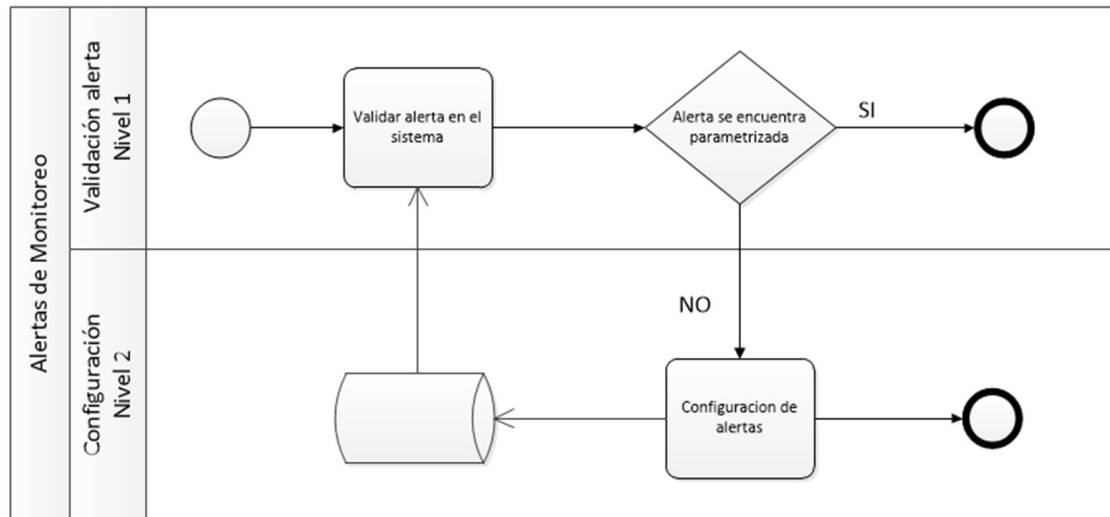 Alertas de Monitoreo
Validación alerta
Nivel 1
Validar alerta en el
sistema
Alerta se encuentra
parametrizada
SI
Configuración
Nivel 2
NO
Configuracion de
alertas